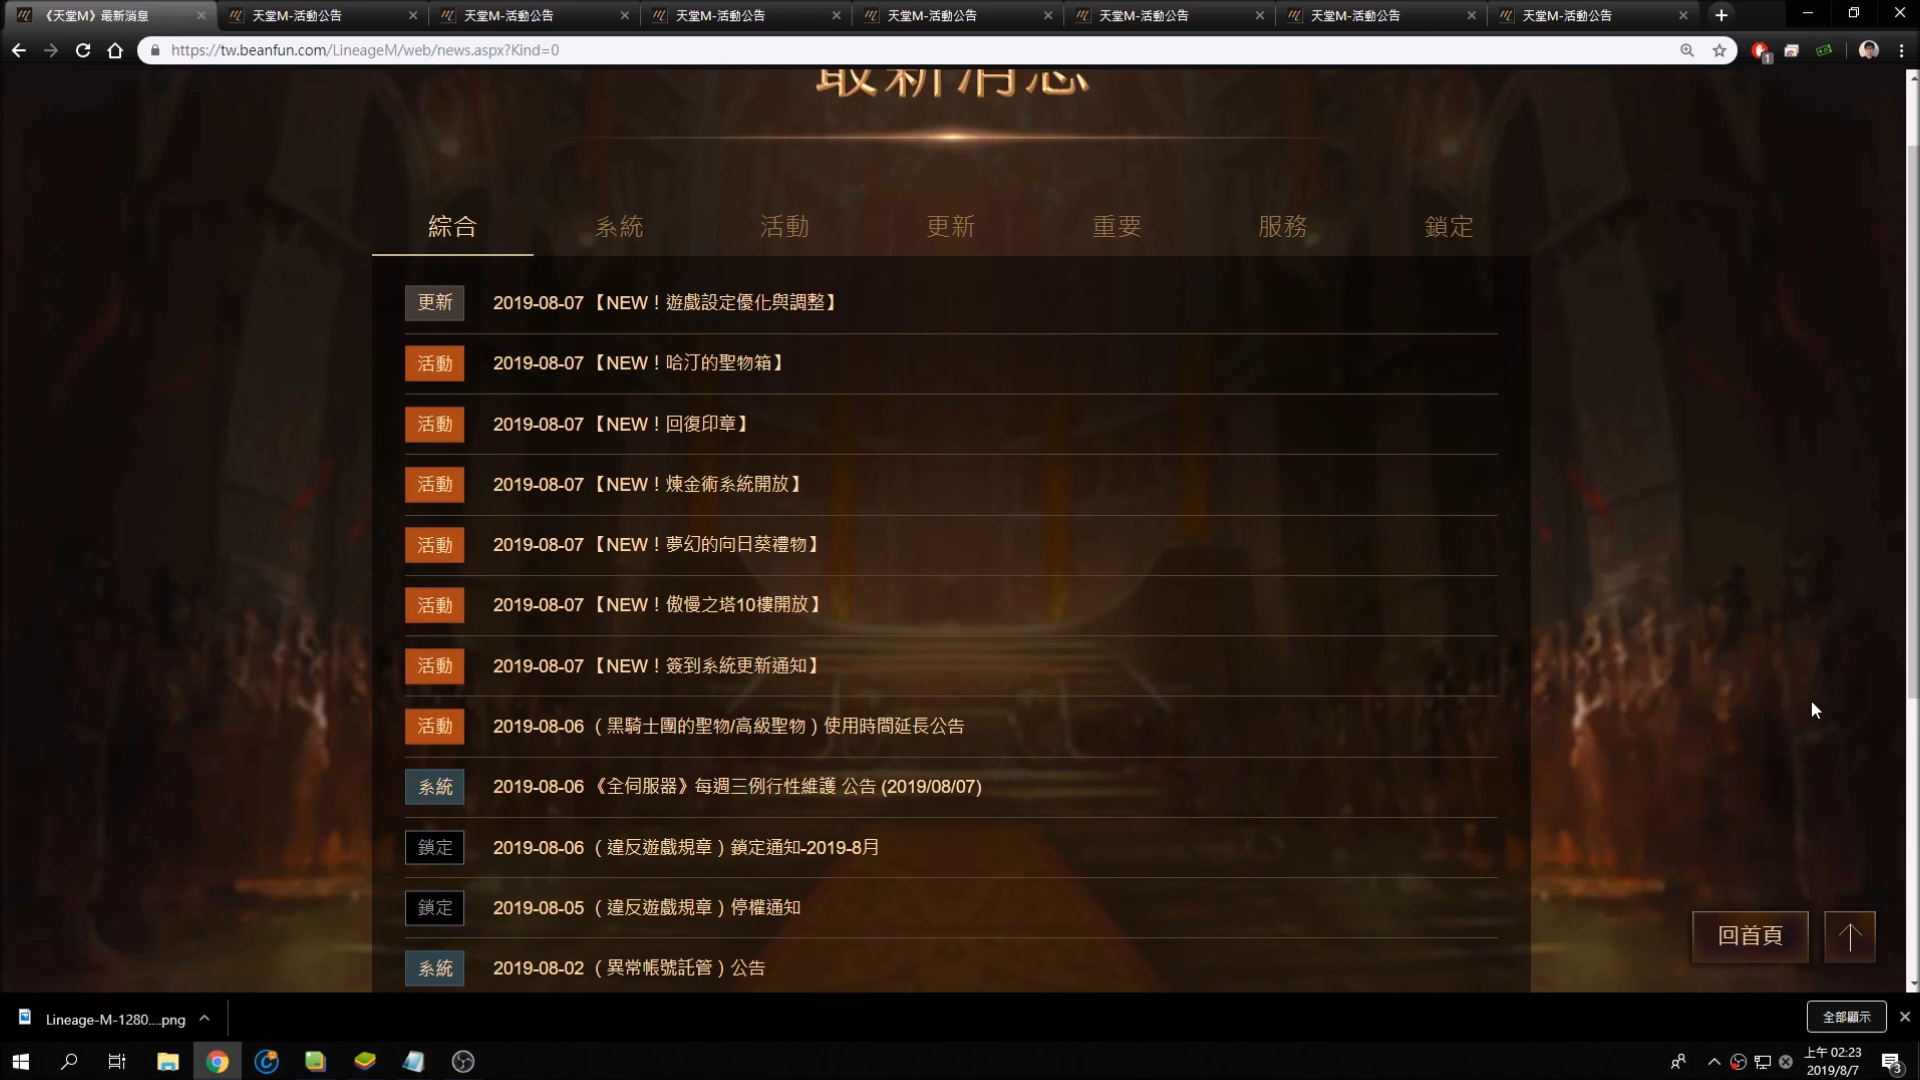 《天堂M》最新消息
天堂M-活動公告
天堂M-活動公告
天堂M-活動公告
天堂M-活動公告
天堂M-活動公告
天堂M-活動公告
天堂M-活動公告
https://tw.beanfun.com/LineageM/web/news.aspx?Kind=0
1
最新消息
綜合
系統
活動
更新
重要
服務
鎖定
更新 2019-08-07 【NEW！遊戲設定優化與調整】
活動 2019-08-07 【NEW！哈汀的聖物箱】
活動 2019-08-07 【NEW！回復印章】
活動 2019-08-07 【NEW！煉金術系統開放】
活動 2019-08-07 【NEW！夢幻的向日葵禮物】
活動 2019-08-07 【NEW！傲慢之塔10樓開放】
活動 2019-08-07 【NEW！簽到系統更新通知】
活動 2019-08-06 （黑騎士團的聖物/高級聖物）使用時間延長公告
系統 2019-08-06 《全伺服器》每週三例行性維護 公告 (2019/08/07)
鎖定 2019-08-06 （違反遊戲規章）鎖定通知-2019-8月
鎖定 2019-08-05 （違反遊戲規章）停權通知
系統 2019-08-02 （異常帳號託管）公告
回首頁
Lineage-M-1280....png
全部顯示
上午 02:23
2019/8/7
3